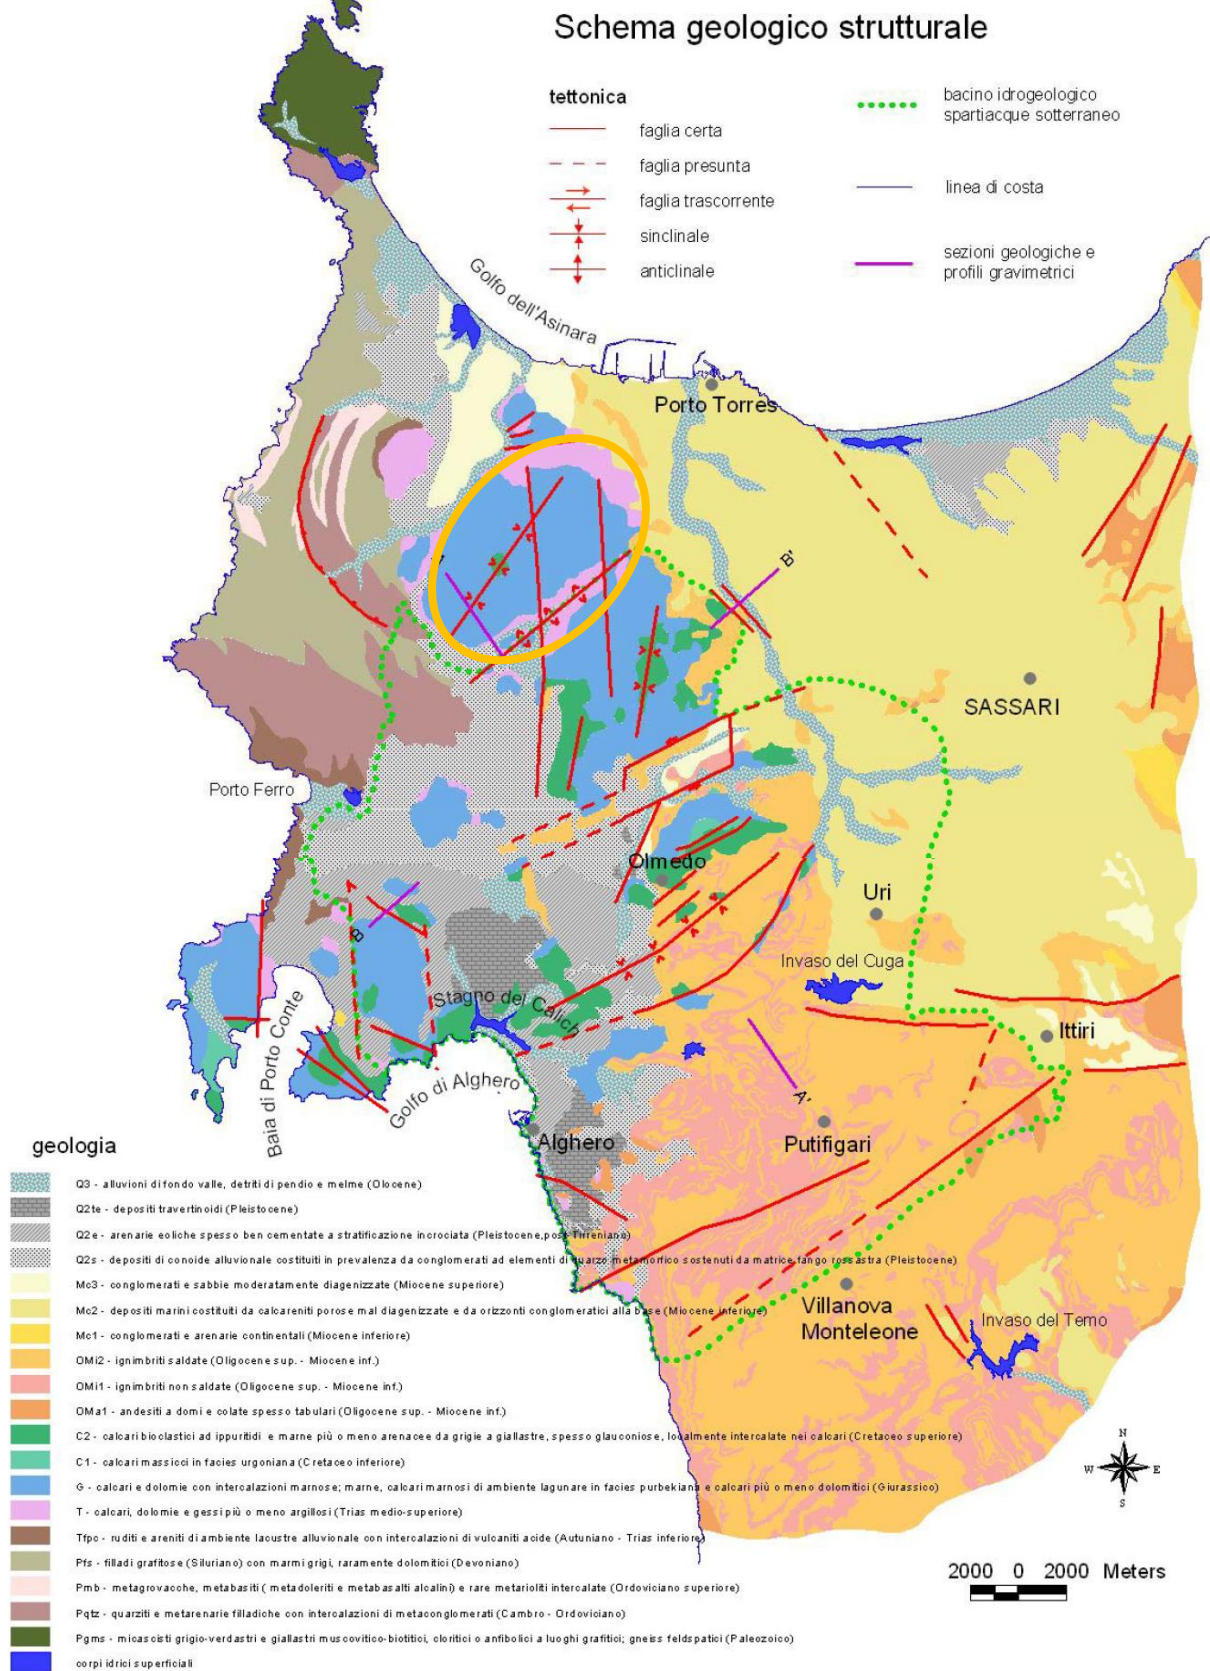 Schema geologico strutturale
tettonica
faglia certa
faglia presunta
faglia trascorrente
sinclinale
anticlinale
bacino idrogeologico
spartiacque sotterraneo
linea di costa
sezioni geologiche e
profili gravimetrici
Golfo dell'Asinara
Porto Torres
B'
SASSARI
Porto Ferro
Olmedo
Uri
B
Invaso del Cuga
Stagno del Calich
Ittiri
Baia di Porto Conte
Golfo di Alghero
A'
Alghero
Putifigari
Villanova
Monteleone
Invaso del Temo
geologia
Q3 - alluvioni di fondo valle, detriti di pendio e melme (Olocene)
Q2te - depositi travertinoidi (Pleistocene)
Q2e - arenarie eoliche spesso ben cementate a stratificazione incrociata (Pleistocene,post-Tirreniano)
Q2s - depositi di conoide alluvionale costituiti in prevalenza da conglomerati ad elementi di quarzo metamorfico sostenuti da matrice fango rossastra (Pleistocene)
Mc3 - conglomerati e sabbie moderatamente diagenizzate (Miocene superiore)
Mc2 - depositi marini costituiti da calcareniti porose mal diagenizzate e da orizzonti conglomeratici alla base (Miocene inferiore)
Mc1 - conglomerati e arenarie continentali (Miocene inferiore)
OMi2 - ignimbriti saldate (Oligocene sup. - Miocene inf.)
OMi1 - ignimbriti non saldate (Oligocene sup. - Miocene inf.)
OMa1 - andesiti a domi e colate spesso tabulari (Oligocene sup. - Miocene inf.)
C2 - calcari bioclastici ad ippuritidi e marne più o meno arenacee da grigie a giallastre, spesso glauconiose, localmente intercalate nei calcari (Cretaceo superiore)
C1 - calcari massicci in facies urgoniana (Cretaceo inferiore)
G - calcari e dolomie con intercalazioni marnose; marne, calcari marnosi di ambiente lagunare in facies purbekiana e calcari più o meno dolomitici (Giurassico)
T - calcari, dolomie e gessi più o meno argillosi (Trias medio-superiore)
Tfpc - ruditi e areniti di ambiente lacustre alluvionale con intercalazioni di vulcaniti acide (Autuniano - Trias inferiore)
Pfs - filladi grafitose (Siluriano) con marmi grigi, raramente dolomitici (Devoniano)
Pmb - metagrovacche, metabasiti ( metadoleriti e metabasalti alcalini) e rare metarioliti intercalate (Ordoviciano superiore)
Pqtz - quarziti e metarenarie filladiche con intercalazioni di metaconglomerati (Cambro - Ordoviciano)
Pgms - micascisti grigio-verdastri e giallastri muscovitico-biotitici, cloritici o anfibolici a luoghi grafitici; gneiss feldspatici (Paleozoico)
corpi idrici superficiali
N
W E
S
2000 0 2000 Meters